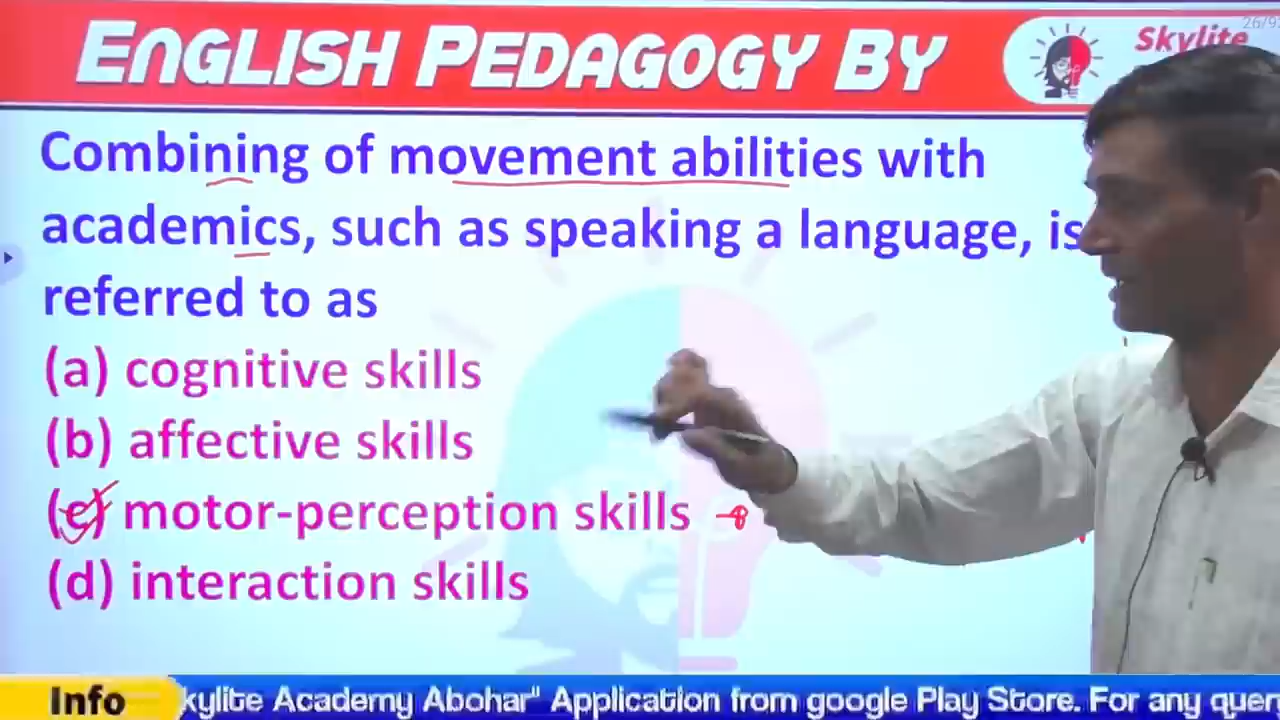 ENGLISH PEDAGOGY BY
Skylite
26/9
Combining of movement abilities with
academics, such as speaking a language, is
referred to as
(a) cognitive skills
(b) affective skills
(c) motor-perception skills
(d) interaction skills
Info
kylite Academy Abohar" Application from google Play Store. For any quer